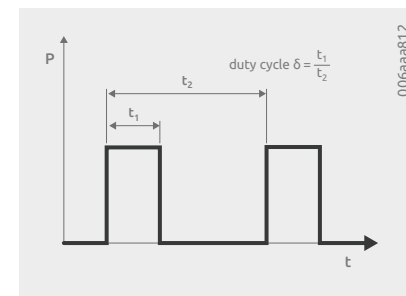 P
duty cycle δ = t₁/t₂
t₂
t₁
t
006aaa812